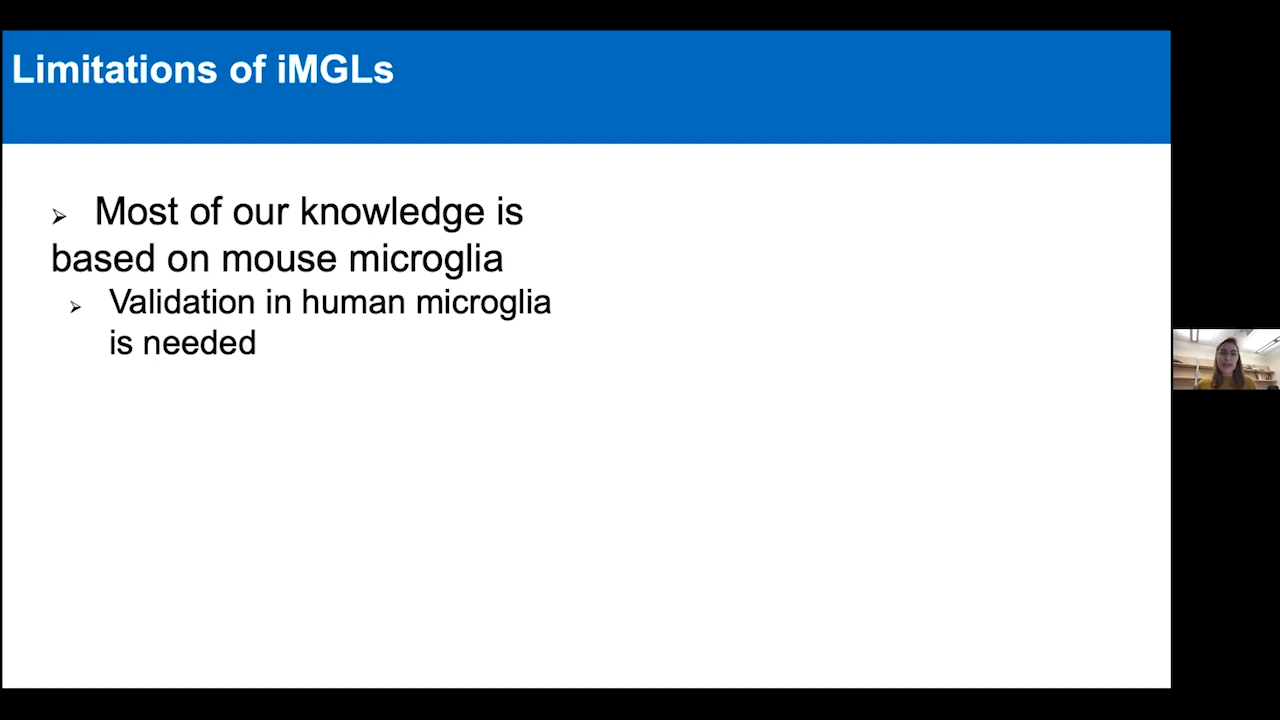 Limitations of iMGLs
➢ Most of our knowledge is
based on mouse microglia
➢ Validation in human microglia
is needed